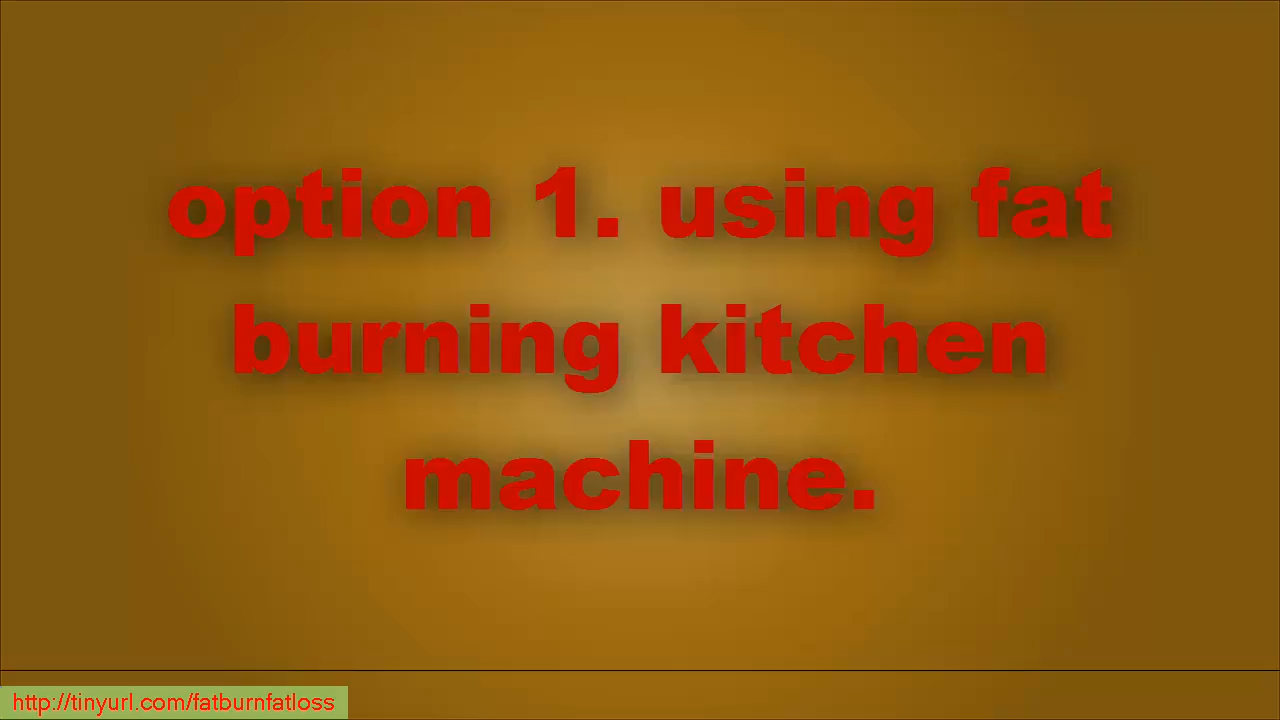 option 1. using fat
burning kitchen
machine.
http://tinyurl.com/fatburnfatloss